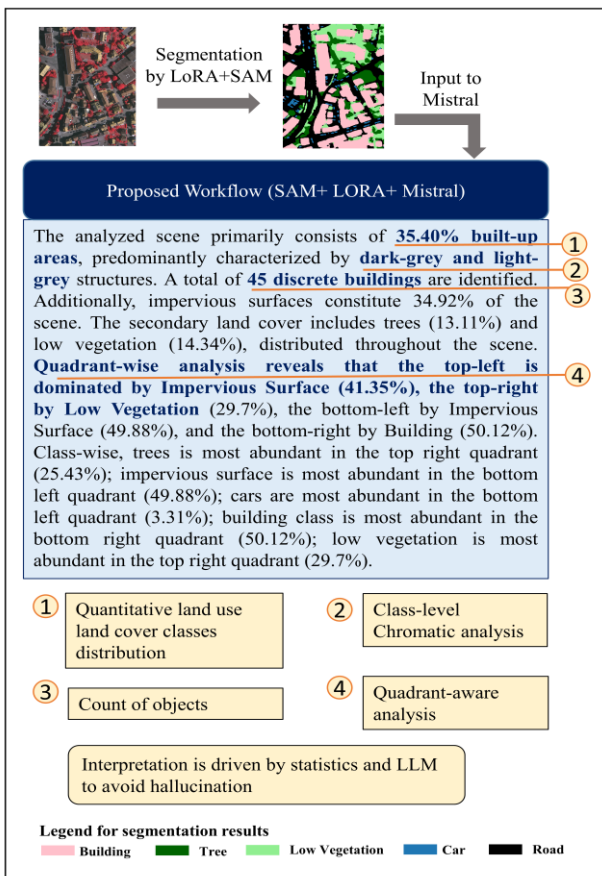 Segmentation
by LoRA+SAM
Input to
Mistral
Proposed Workflow (SAM+ LORA+ Mistral)
The analyzed scene primarily consists of 35.40% built-up
areas, predominantly characterized by dark-grey and light-
grey structures. A total of 45 discrete buildings are identified.
Additionally, impervious surfaces constitute 34.92% of the
scene. The secondary land cover includes trees (13.11%) and
low vegetation (14.34%), distributed throughout the scene.
Quadrant-wise analysis reveals that the top-left is
dominated by Impervious Surface (41.35%), the top-right
by Low Vegetation (29.7%), the bottom-left by Impervious
Surface (49.88%), and the bottom-right by Building (50.12%).
Class-wise, trees is most abundant in the top right quadrant
(25.43%); impervious surface is most abundant in the bottom
left quadrant (49.88%); cars are most abundant in the bottom
left quadrant (3.31%); building class is most abundant in the
bottom right quadrant (50.12%); low vegetation is most
abundant in the top right quadrant (29.7%).
1
2
3
4
1
Quantitative land use
land cover classes
distribution
2
Class-level
Chromatic analysis
3
Count of objects
4
Quadrant-aware
analysis
Interpretation is driven by statistics and LLM
to avoid hallucination
Legend for segmentation results
Building Tree Low Vegetation Car Road